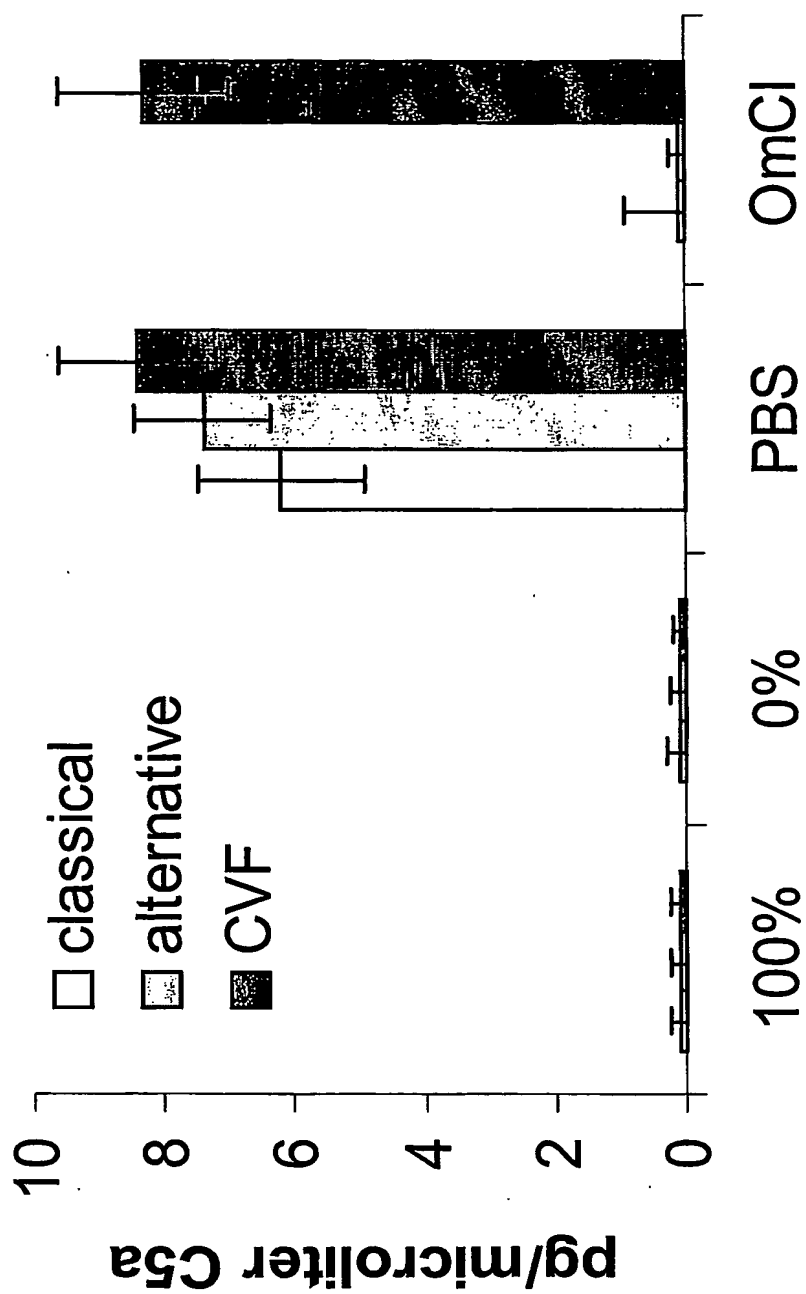 pg/microliter C5a
10
8
6
4
2
0
classical
alternative
CVF
100%
0%
PBS
OmCI